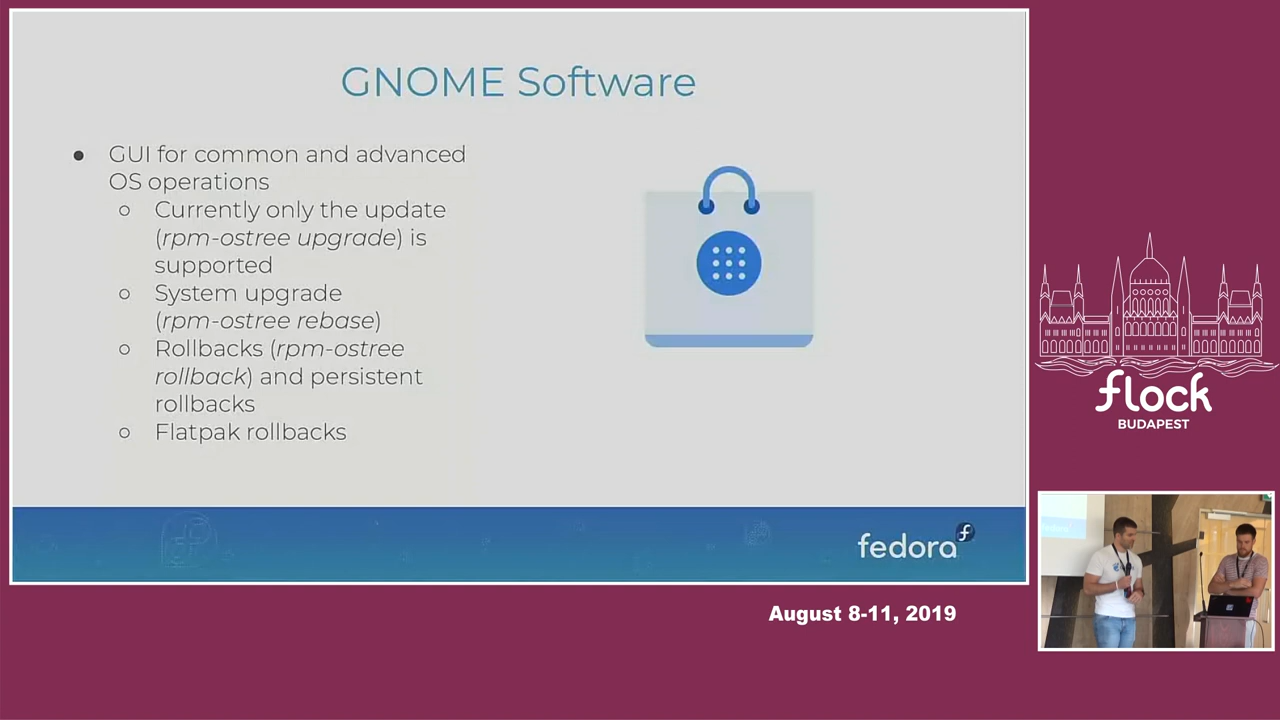 GNOME Software
● GUI for common and advanced
OS operations
○ Currently only the update
(rpm-ostree upgrade) is
supported
○ System upgrade
(rpm-ostree rebase)
○ Rollbacks (rpm-ostree
rollback) and persistent
rollbacks
○ Flatpak rollbacks
fedora
flock
BUDAPEST
August 8-11, 2019